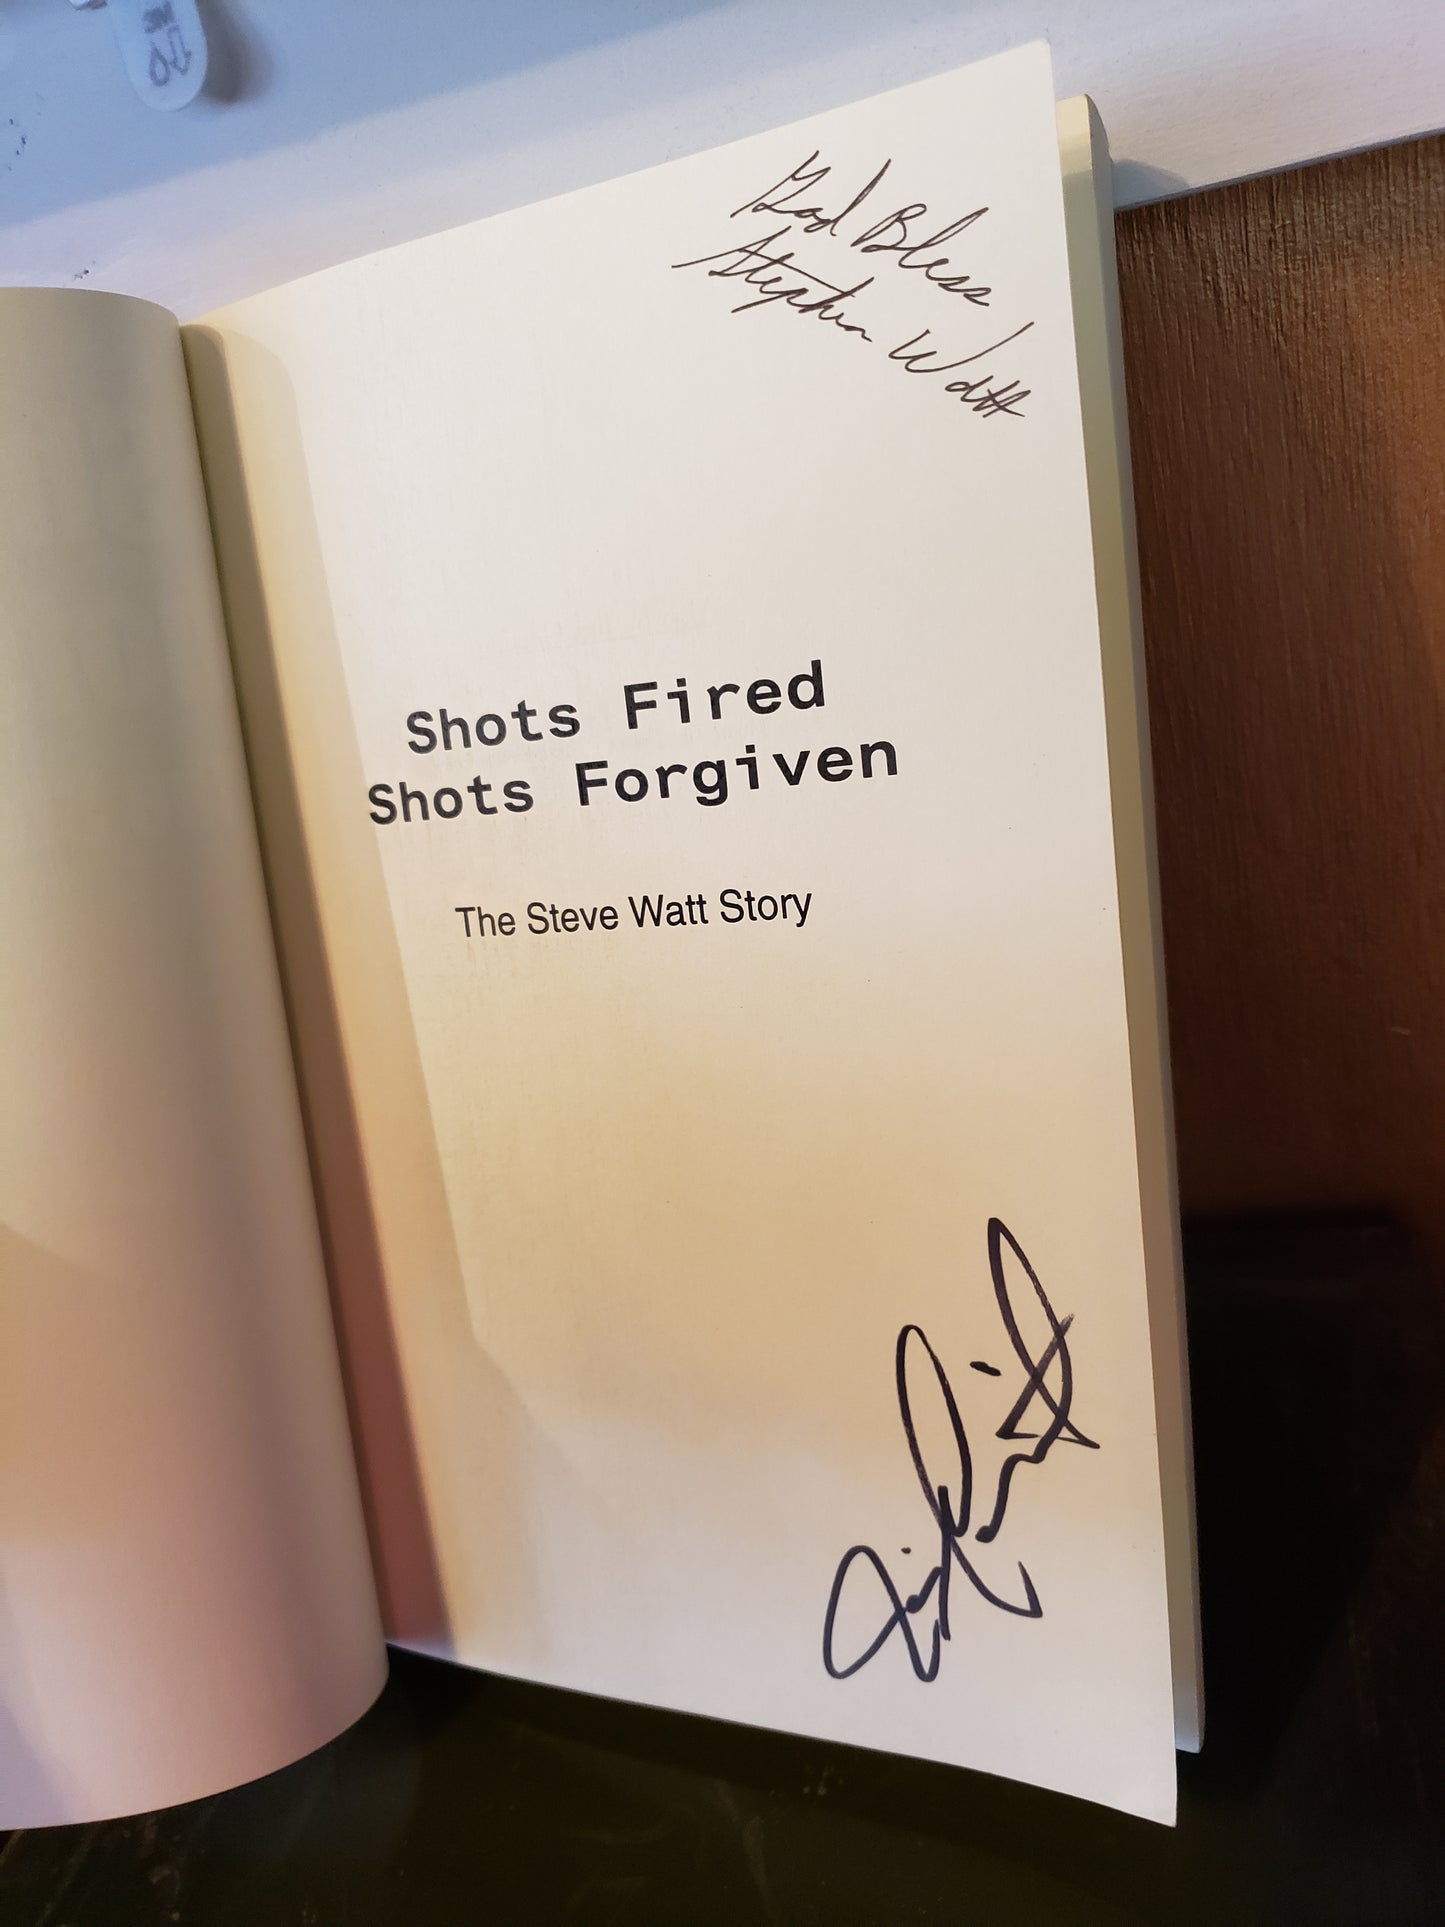 God Bless
Stephen Watt
Shots Fired
Shots Forgiven
The Steve Watt Story